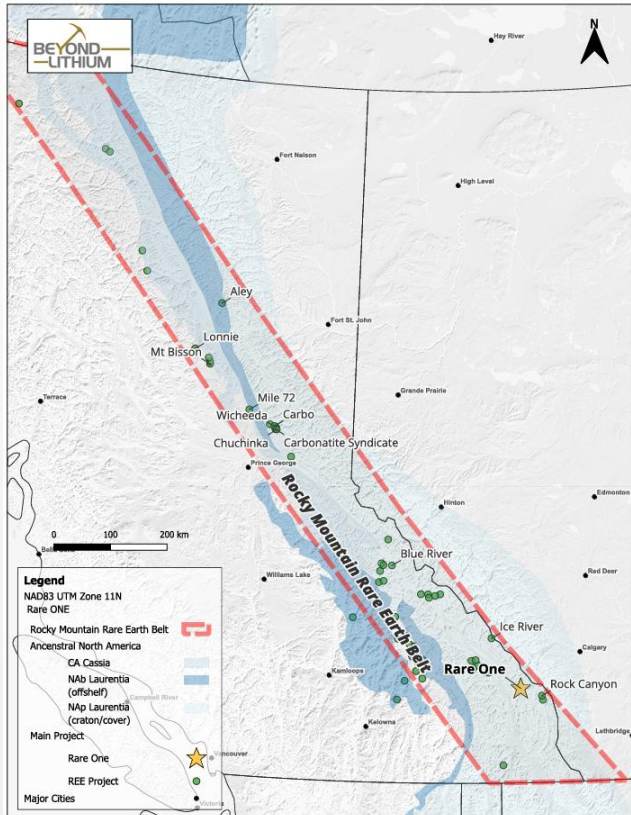 BEYOND
LITHIUM
N
Hay River
Fort Nelson
High Level
Aley
Fort St. John
Lonnie
Mt Bisson
Grande Prairie
Terrace
Mile 72
Wicheeda
Carbo
Chuchinka
Carbonatite Syndicate
Prince George
Rocky Mountain Rare Earth Belt
Hinton
Edmonton
0 100 200 km
Blue River
Williams Lake
Red Deer
Ice River
Calgary
Kamloops
Rare One
Rock Canyon
Kelowna
Lethbridge
Legend
NAD83 UTM Zone 11N
Rare ONE
Rocky Mountain Rare Earth Belt
Ancenstral North America
CA Cassia
NAb Laurentia
(offshelf)
NAp Laurentia
(craton/cover)
Campbell River
Main Project
Rare One
Vancouver
REE Project
Major Cities
Victoria